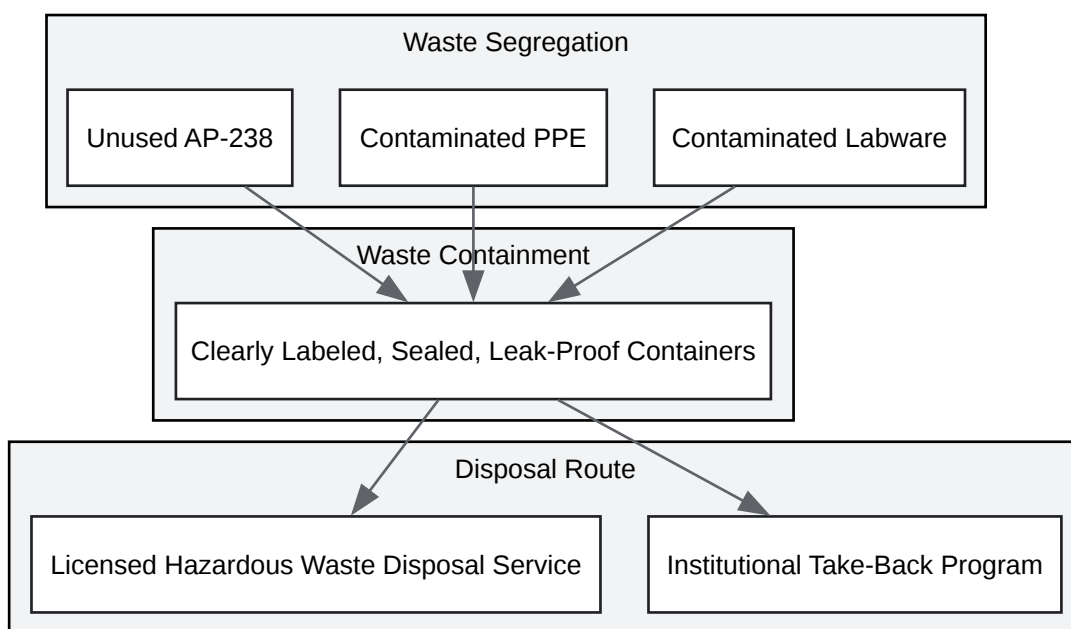 Waste Segregation
Unused AP-238
Contaminated PPE
Contaminated Labware
Waste Containment
Clearly Labeled, Sealed, Leak-Proof Containers
Disposal Route
Licensed Hazardous Waste Disposal Service
Institutional Take-Back Program